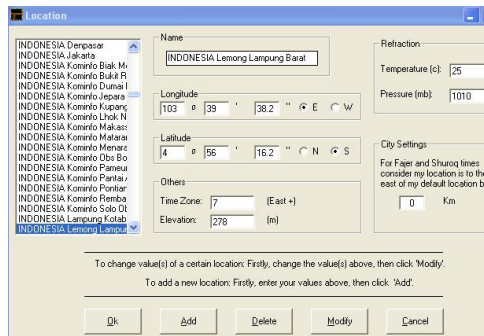 Location
INDONESIA Denpasar
INDONESIA Jakarta
INDONESIA Kominfo Biak
INDONESIA Kominfo Bukit
INDONESIA Kominfo Dumai
INDONESIA Kominfo Jepara
INDONESIA Kominfo Kupang
INDONESIA Kominfo Lhok
INDONESIA Kominfo Makass
INDONESIA Kominfo Mataram
INDONESIA Kominfo Menara
INDONESIA Kominfo Obs Bo
INDONESIA Kominfo Pameu
INDONESIA Kominfo Pantai
INDONESIA Kominfo Pontian
INDONESIA Kominfo Remba
INDONESIA Kominfo Solo
INDONESIA Lampung Kotab
INDONESIA Lemong Lampun
Name
INDONESIA Lemong Lampung Barat
Longitude
103 o 39 ' 38.2 " E W
Latitude
4 o 56 ' 16.2 " N S
Others
Time Zone: 7 (East +)
Elevation: 278 (m)
Refraction
Temperature (c): 25
Pressure (mb): 1010
City Settings
For Fajer and Shuroq times
consider my location is to the
east of my default location b
0 Km
To change value(s) of a certain location: Firstly, change the value(s) above, then click 'Modify'.
To add a new location: Firstly, enter your values above, then click 'Add'.
Ok Add Delete Modify Cancel